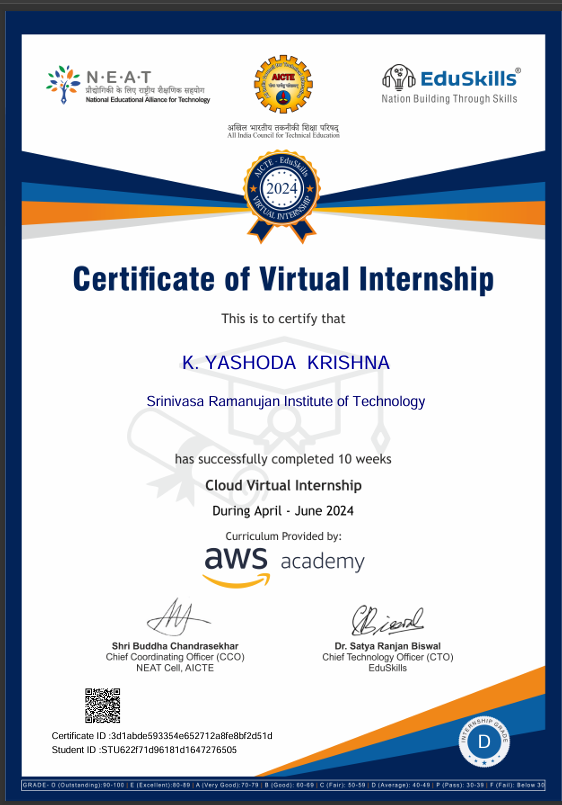 N·E·A·T
प्रौद्योगिकी के लिए राष्ट्रीय शैक्षणिक सहयोग
National Educational Alliance for Technology
AICTE
अखिल भारतीय तकनीकी शिक्षा परिषद्
All India Council for Technical Education
EduSkills®
Nation Building Through Skills
AICTE - EduSkills
2024
VIRTUAL INTERNSHIP
Certificate of Virtual Internship
This is to certify that
K. YASHODA KRISHNA
Srinivasa Ramanujan Institute of Technology
has successfully completed 10 weeks
Cloud Virtual Internship
During April - June 2024
Curriculum Provided by:
aws academy
Shri Buddha Chandrasekhar
Chief Coordinating Officer (CCO)
NEAT Cell, AICTE
Dr. Satya Ranjan Biswal
Chief Technology Officer (CTO)
EduSkills
Certificate ID :3d1abde593354e652712a8fe8bf2d51d
Student ID :STU622f71d96181d1647276505
INTERNSHIP GRADE
D
GRADE- O (Outstanding):90-100 | E (Excellent):80-89 | A (Very Good):70-79 | B (Good): 60-69 | C (Fair): 50-59 | D (Average): 40-49 | P (Pass): 30-39 | F (Fail): Below 30